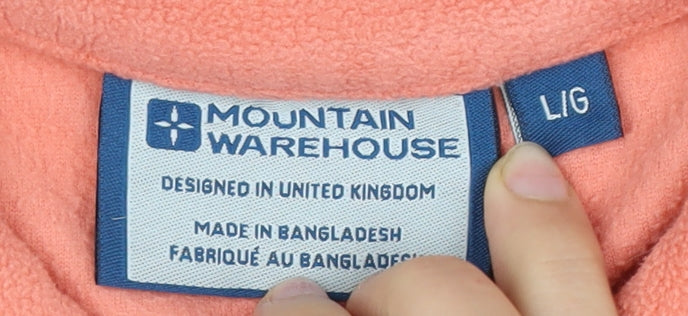 MOUNTAIN
WAREHOUSE
DESIGNED IN UNITED KINGDOM
MADE IN BANGLADESH
FABRIQUÉ AU
L/G